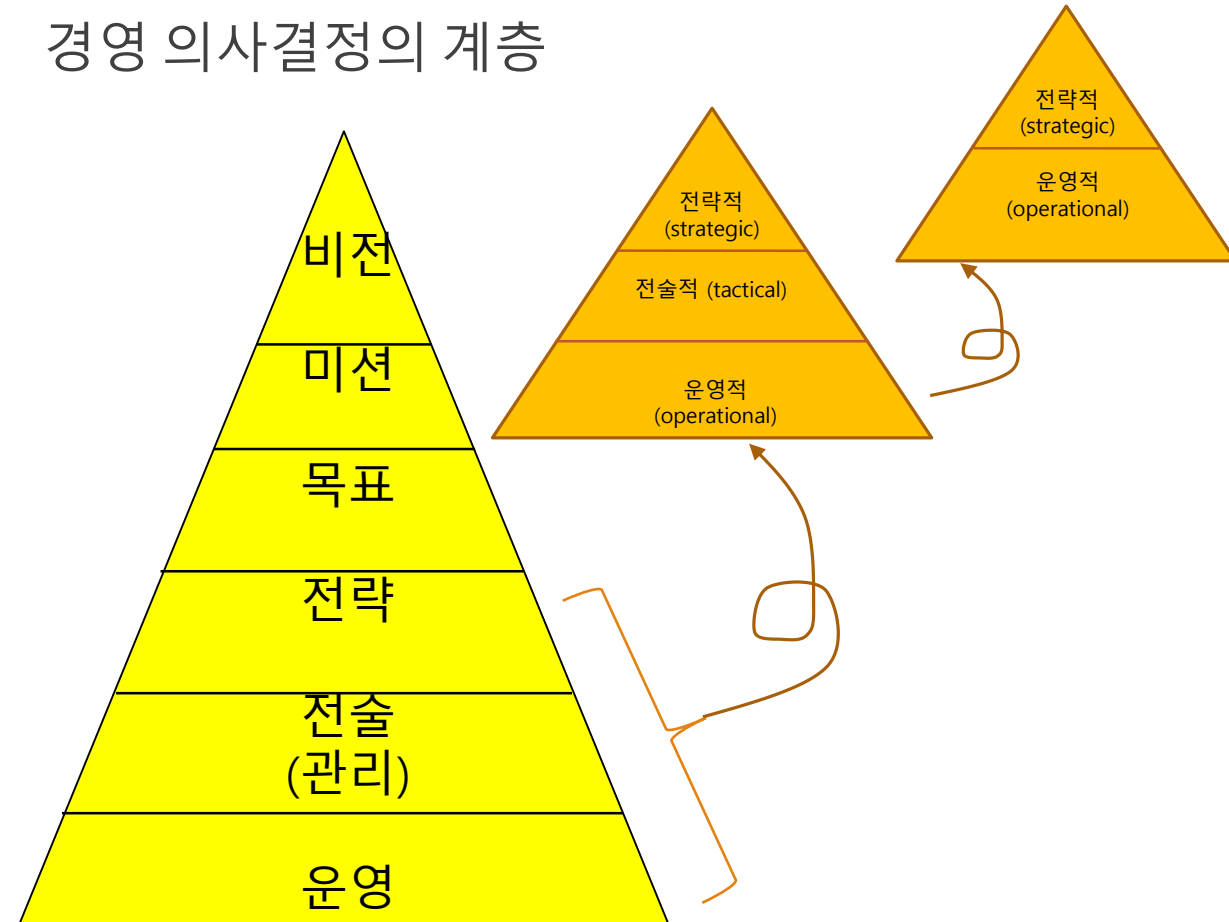 경영 의사결정의 계층
비전
미션
목표
전략
전술
(관리)
운영
전략적
(strategic)
전술적 (tactical)
운영적
(operational)
전략적
(strategic)
운영적
(operational)